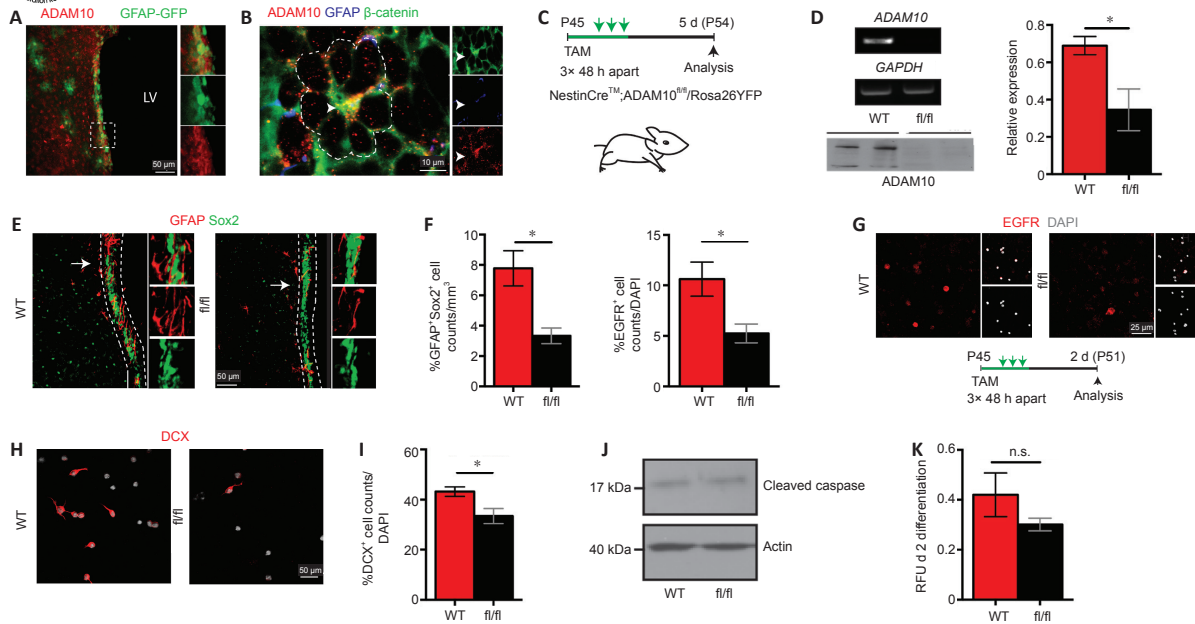 A
ADAM10 GFAP-GFP
LV
50 µm
B
ADAM10 GFAP β-catenin
10 µm
C
P45
5 d (P54)
TAM
Analysis
3× 48 h apart
NestinCreTM;ADAM10fl/fl/Rosa26YFP
D
ADAM10
GAPDH
WT fl/fl
ADAM10
Relative expression
0.8
0.6
0.4
0.2
0
*
WT fl/fl
E
GFAP Sox2
WT
fl/fl
50 µm
F
%GFAP+Sox2+ cell
counts/mm3
10
8
6
4
2
0
*
WT fl/fl
%EGFR+ cell
counts/DAPI
15
10
5
0
*
WT fl/fl
G
EGFR DAPI
WT
fl/fl
25 µm
P45
2 d (P51)
TAM
3× 48 h apart
Analysis
H
DCX
WT
fl/fl
50 µm
I
%DCX+ cell counts/
DAPI
60
40
20
0
*
WT fl/fl
J
17 kDa
Cleaved caspase
40 kDa
Actin
WT fl/fl
K
RFU d 2 differentiation
0.6
0.4
0.2
0
n.s.
WT fl/fl